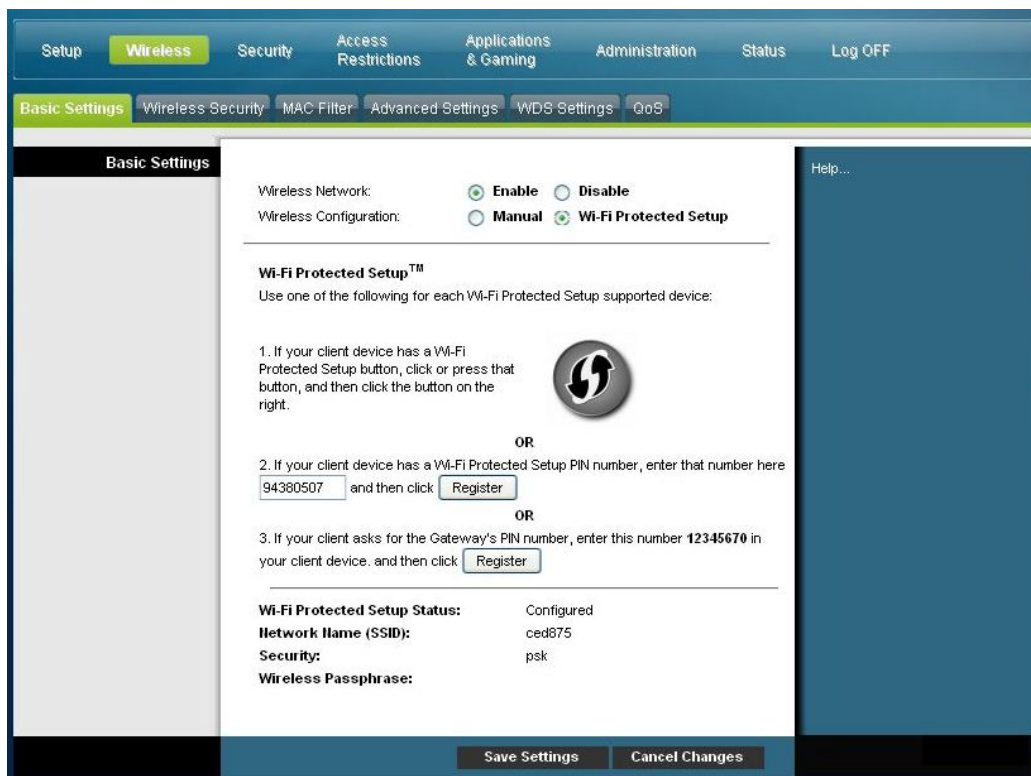 Setup Wireless Security Access Restrictions Applications & Gaming Administration Status Log OFF
Basic Settings Wireless Security MAC Filter Advanced Settings WDS Settings QoS
Basic Settings
Help...
Wireless Network: Enable Disable
Wireless Configuration: Manual Wi-Fi Protected Setup
Wi-Fi Protected Setup™
Use one of the following for each Wi-Fi Protected Setup supported device:
1. If your client device has a Wi-Fi
Protected Setup button, click or press that
button, and then click the button on the
right.
OR
2. If your client device has a Wi-Fi Protected Setup PIN number, enter that number here
94380507 and then click Register
OR
3. If your client asks for the Gateway's PIN number, enter this number 12345670 in
your client device. and then click Register
Wi-Fi Protected Setup Status: Configured
Network Name (SSID): ced875
Security: psk
Wireless Passphrase:
Save Settings Cancel Changes